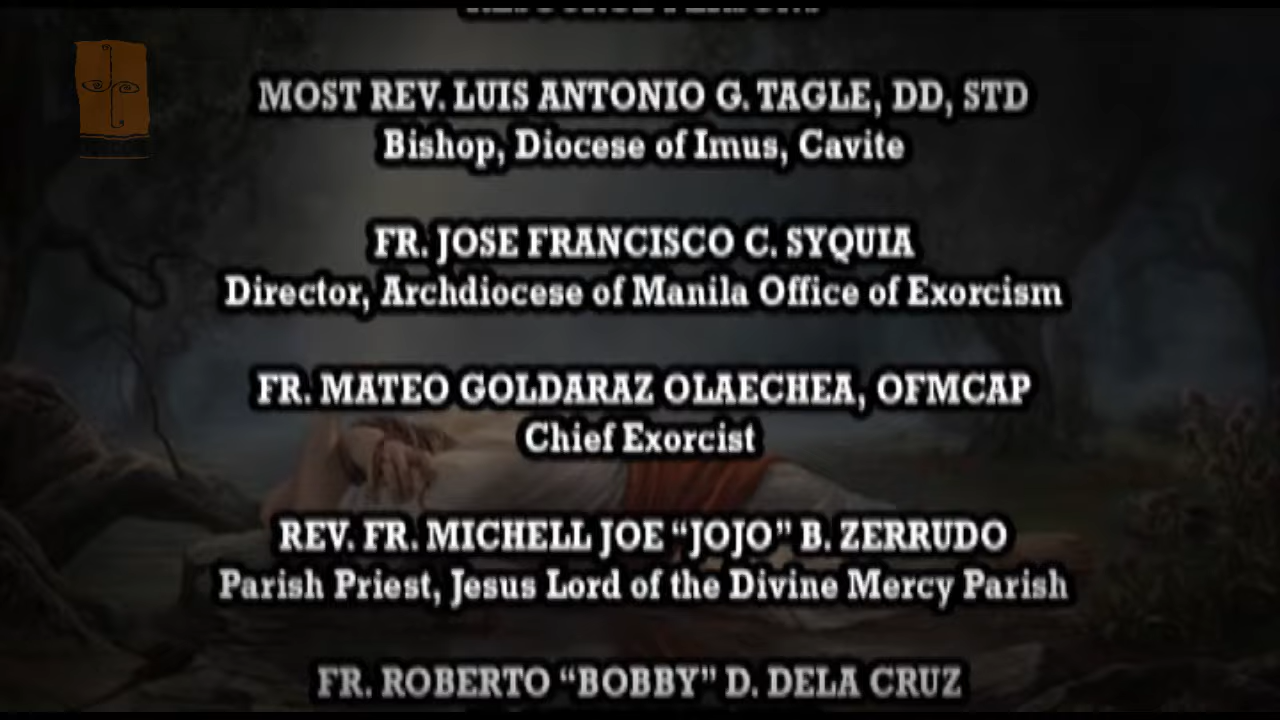 MOST REV. LUIS ANTONIO G. TAGLE, DD, STD
Bishop, Diocese of Imus, Cavite
FR. JOSE FRANCISCO C. SYQUIA
Director, Archdiocese of Manila Office of Exorcism
FR. MATEO GOLDARAZ OLAECHEA, OFMCAP
Chief Exorcist
REV. FR. MICHELL JOE “JOJO” B. ZERRUDO
Parish Priest, Jesus Lord of the Divine Mercy Parish
FR. ROBERTO “BOBBY” D. DELA CRUZ